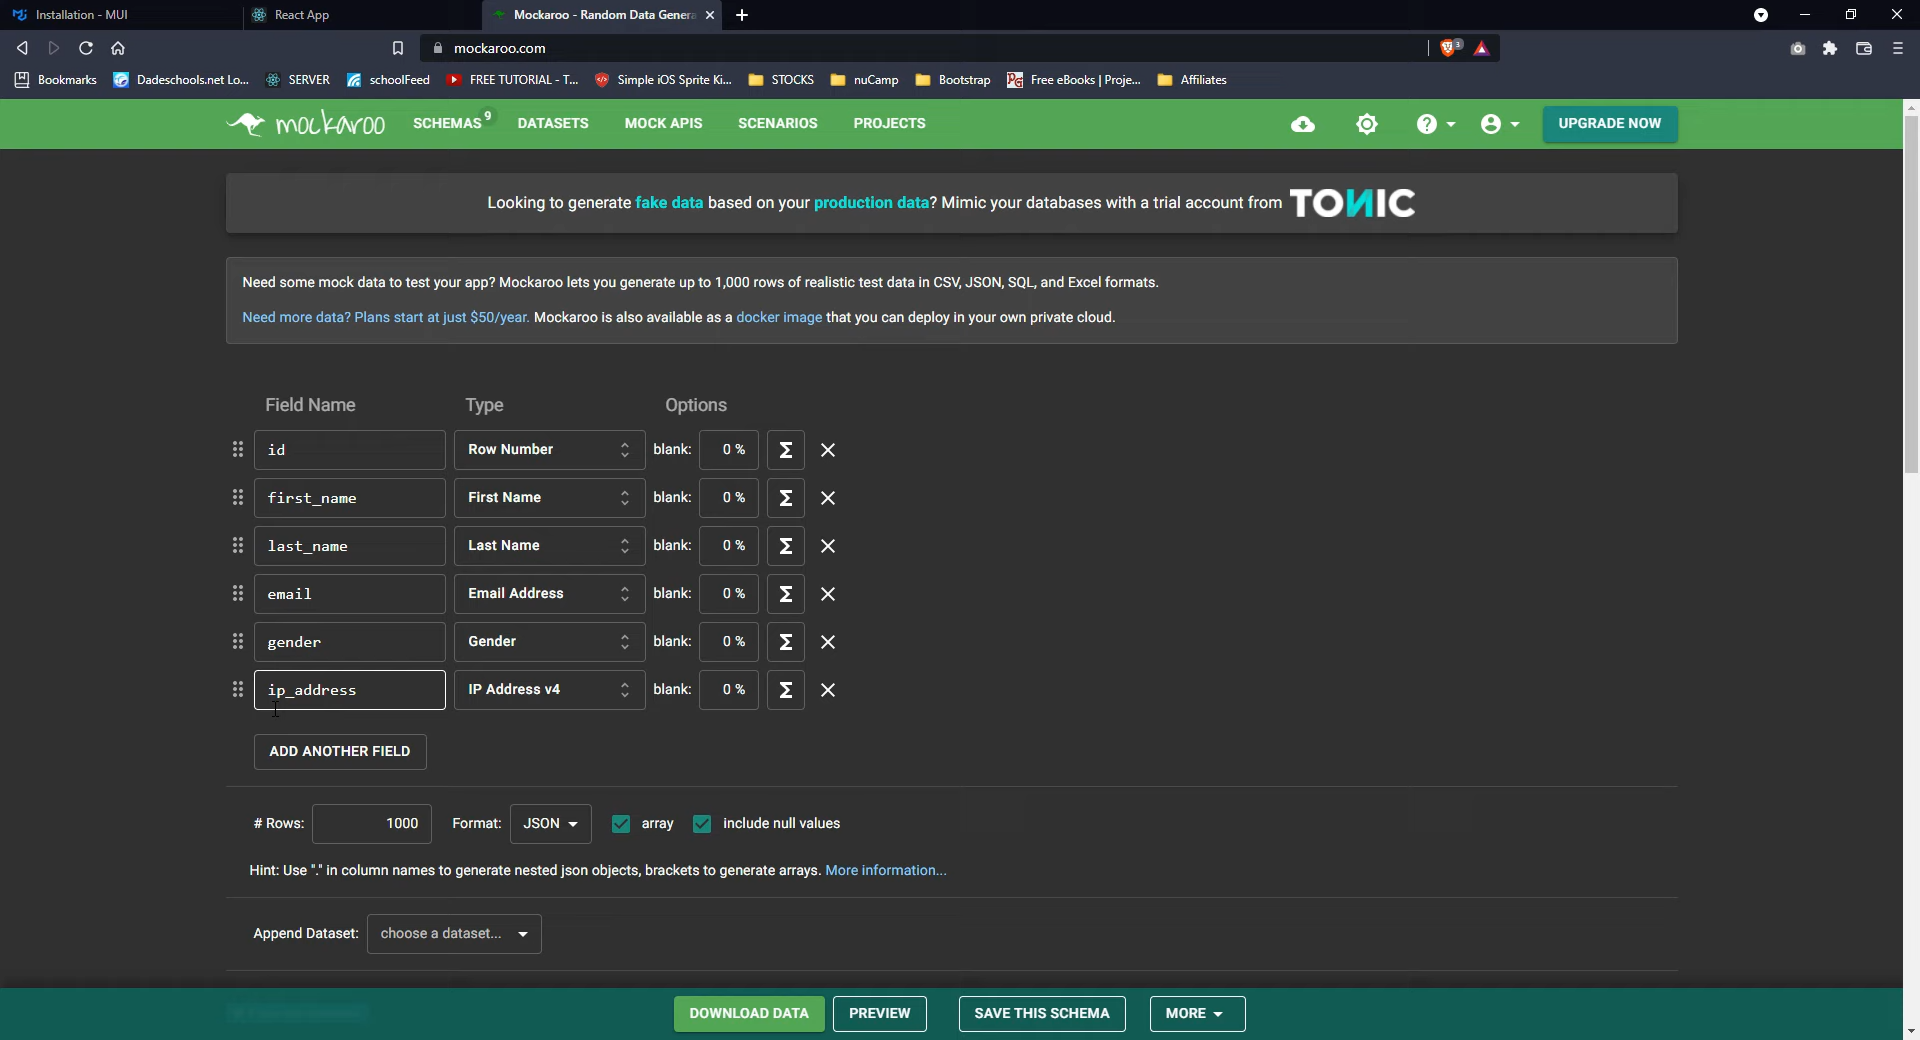 Installation - MUI
React App
Mockaroo - Random Data Genera
mockaroo.com
3
Bookmarks
Dadeschools.net Lo...
SERVER
schoolFeed
FREE TUTORIAL - T...
Simple iOS Sprite Ki...
STOCKS
nuCamp
Bootstrap
Free eBooks | Proje...
Affiliates
mockaroo
SCHEMAS 9
DATASETS
MOCK APIS
SCENARIOS
PROJECTS
UPGRADE NOW
Looking to generate fake data based on your production data? Mimic your databases with a trial account from TONIC
Need some mock data to test your app? Mockaroo lets you generate up to 1,000 rows of realistic test data in CSV, JSON, SQL, and Excel formats.
Need more data? Plans start at just $50/year. Mockaroo is also available as a docker image that you can deploy in your own private cloud.
Field Name Type Options
id Row Number blank: 0 % Σ
first_name First Name blank: 0 % Σ
last_name Last Name blank: 0 % Σ
email Email Address blank: 0 % Σ
gender Gender blank: 0 % Σ
ip_address IP Address v4 blank: 0 % Σ
ADD ANOTHER FIELD
# Rows: 1000 Format: JSON array include null values
Hint: Use "." in column names to generate nested json objects, brackets to generate arrays. More information...
Append Dataset: choose a dataset...
DOWNLOAD DATA
PREVIEW
SAVE THIS SCHEMA
MORE